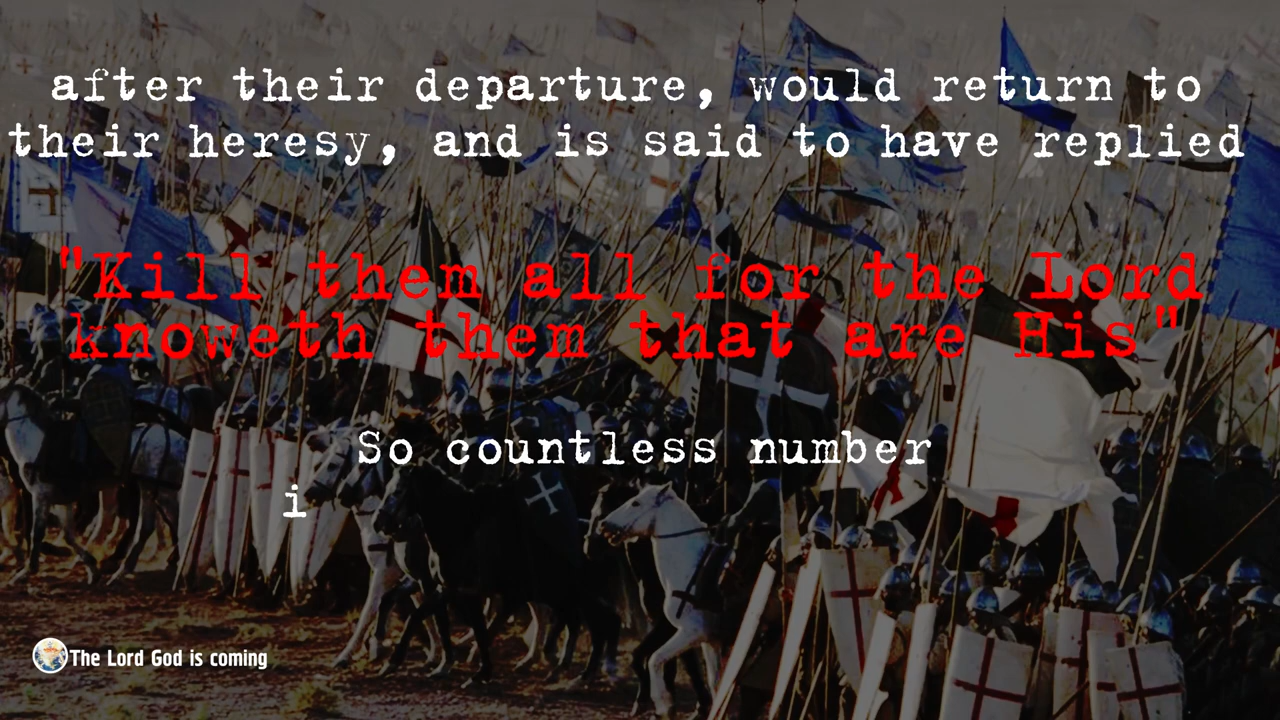 after their departure, would return to
their heresy, and is said to have replied
"Kill them all for the Lord
knoweth them that are His"
So countless number
i
The Lord God is coming